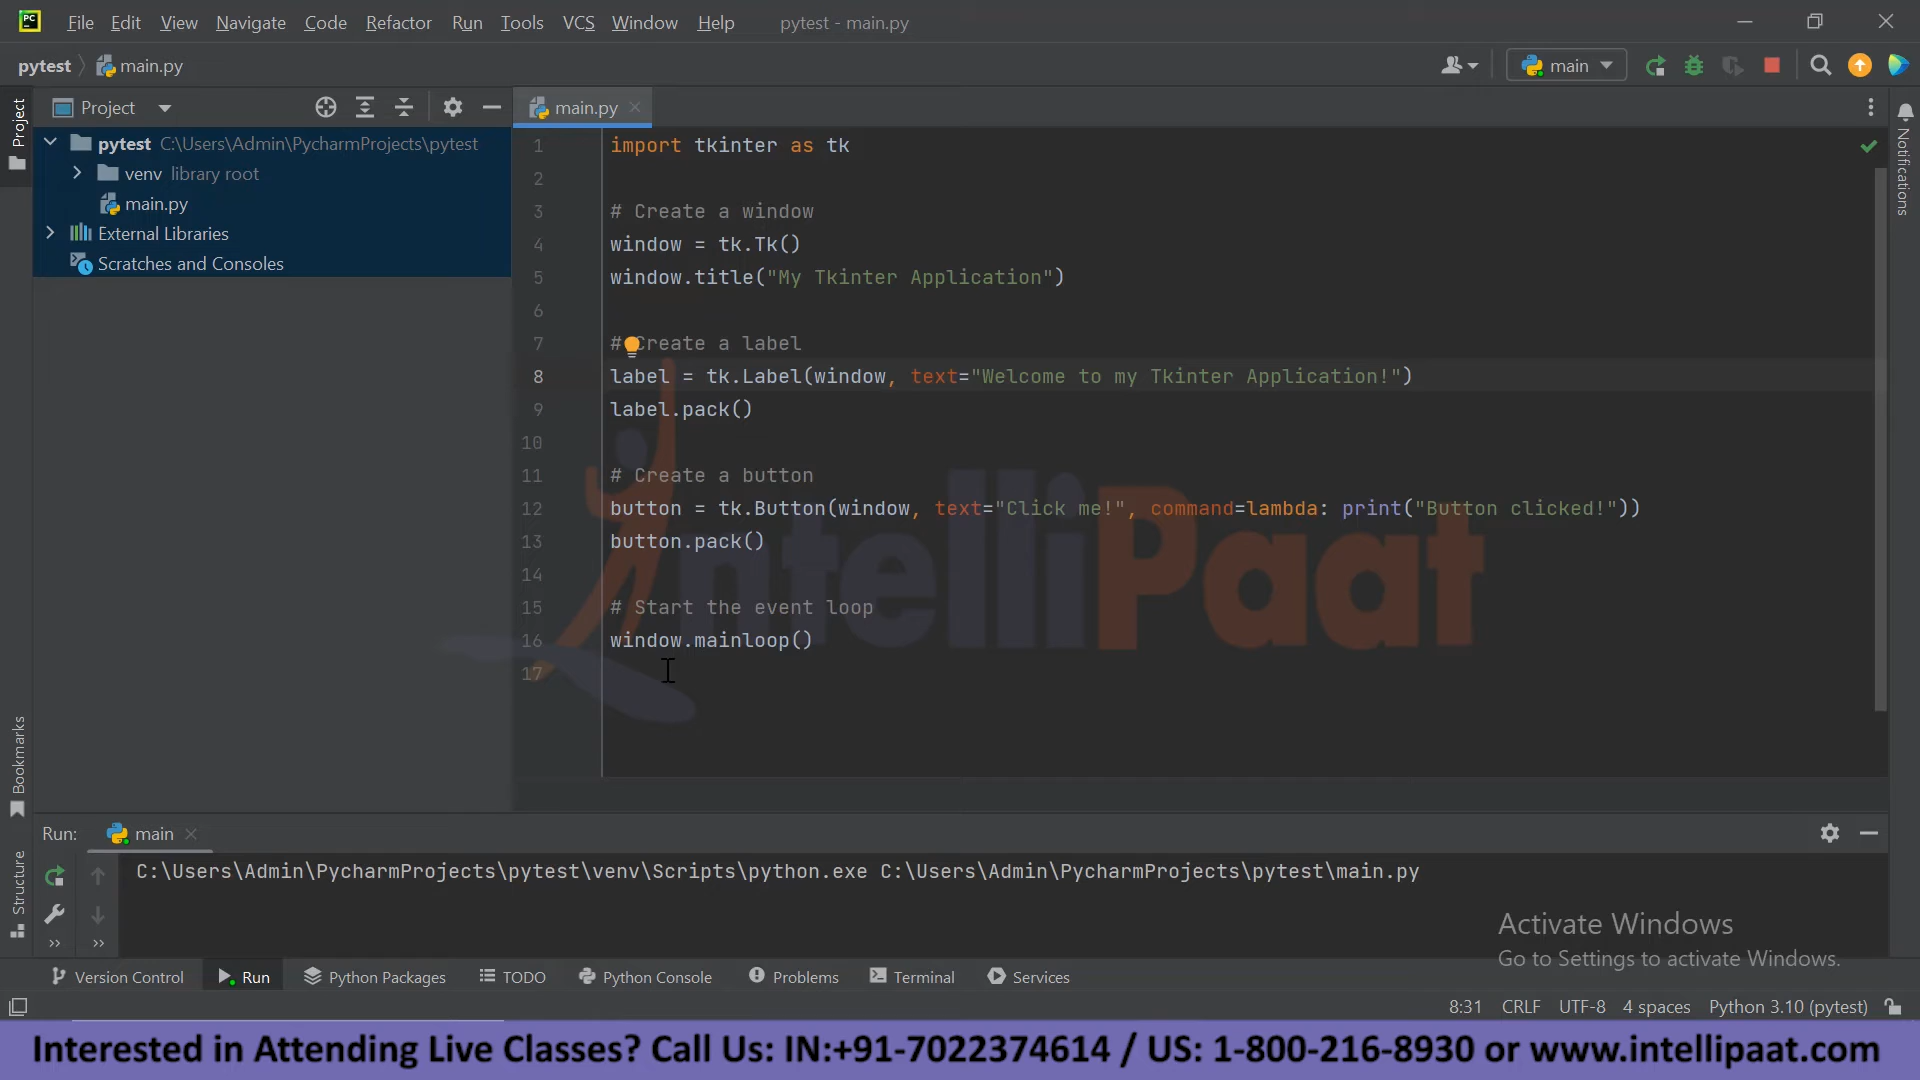 PC File Edit View Navigate Code Refactor Run Tools VCS Window Help pytest - main.py
pytest main.py main
Project main.py
pytest C:\Users\Admin\PycharmProjects\pytest
venv library root
main.py
External Libraries
Scratches and Consoles
Project
Bookmarks
Structure
Notifications
1 import tkinter as tk
2
3 # Create a window
4 window = tk.Tk()
5 window.title("My Tkinter Application")
6
7 # Create a label
8 label = tk.Label(window, text="Welcome to my Tkinter Application!")
9 label.pack()
10
11 # Create a button
12 button = tk.Button(window, text="Click me!", command=lambda: print("Button clicked!"))
13 button.pack()
14
15 # Start the event loop
16 window.mainloop()
17
IntelliPaat
Run: main
C:\Users\Admin\PycharmProjects\pytest\venv\Scripts\python.exe C:\Users\Admin\PycharmProjects\pytest\main.py
Activate Windows
Go to Settings to activate Windows.
Version Control Run Python Packages TODO Python Console Problems Terminal Services
8:31 CRLF UTF-8 4 spaces Python 3.10 (pytest)
Interested in Attending Live Classes? Call Us: IN:+91-7022374614 / US: 1-800-216-8930 or www.intellipaat.com